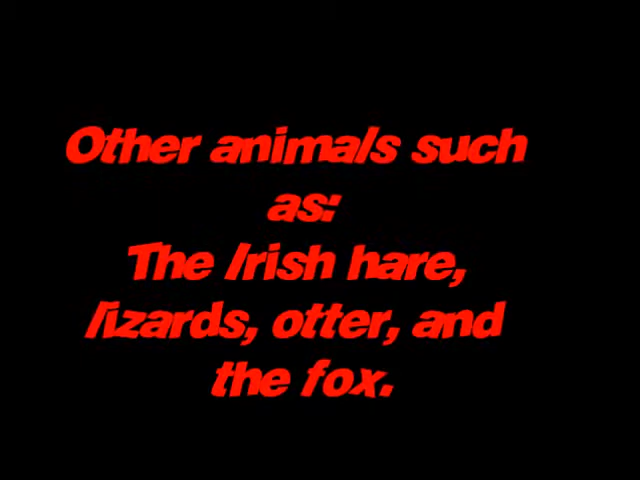 Other animals such
as:
The Irish hare,
lizards, otter, and
the fox.